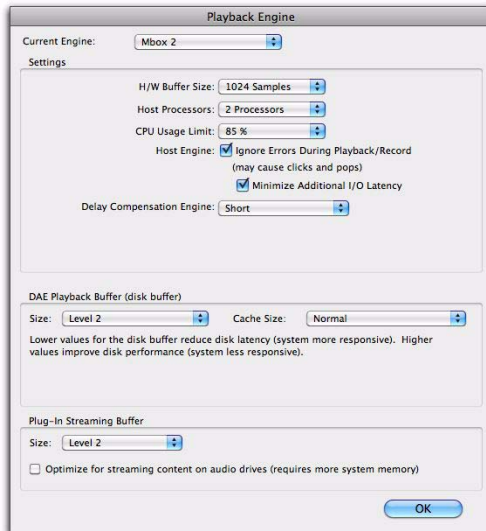 Playback Engine
Current Engine: Mbox 2
Settings
H/W Buffer Size: 1024 Samples
Host Processors: 2 Processors
CPU Usage Limit: 85 %
Host Engine: Ignore Errors During Playback/Record
(may cause clicks and pops)
Minimize Additional I/O Latency
Delay Compensation Engine: Short
DAE Playback Buffer (disk buffer)
Size: Level 2 Cache Size: Normal
Lower values for the disk buffer reduce disk latency (system more responsive). Higher
values improve disk performance (system less responsive).
Plug-In Streaming Buffer
Size: Level 2
Optimize for streaming content on audio drives (requires more system memory)
OK